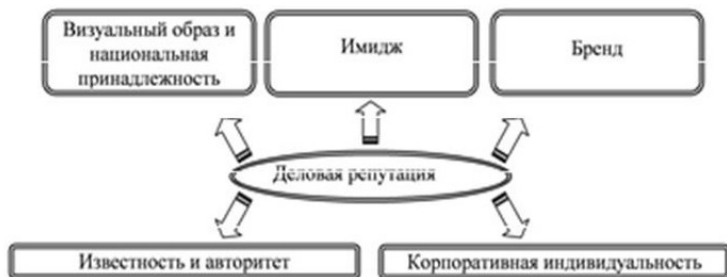 Визуальный образ и
национальная
принадлежность
Имидж
Бренд
Деловая репутация
Известность и авторитет
Корпоративная индивидуальность